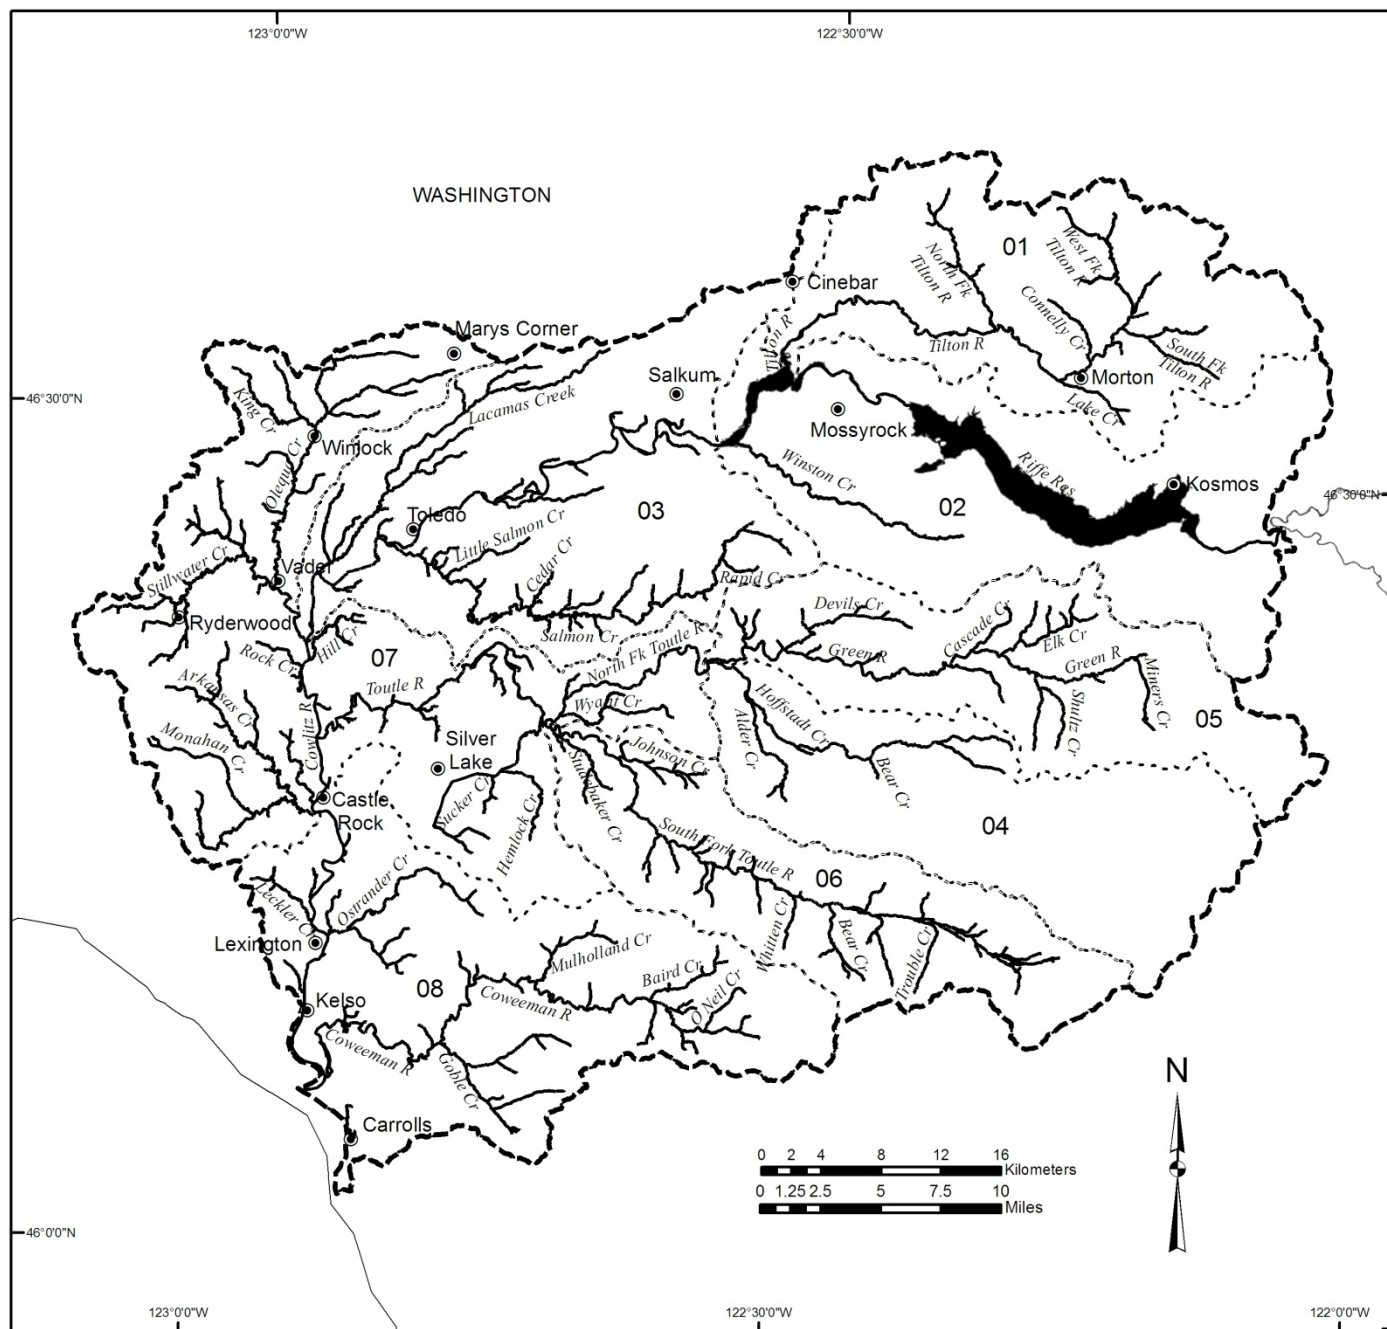 123°0'0"W
122°30'0"W
WASHINGTON
01
West Fk
Tilton R
North Fk
Tilton R
Cinebar
Connelly Cr
Marys Corner
Tilton R
Tilton R
South Fk
Tilton R
Salkum
Morton
46°30'0"N
King Cr
Lacamas Creek
Lake Cr
Mossyrock
Winlock
Olequa Cr
Winston Cr
Riffe Res
Kosmos
46°30'0"N
03
02
Toledo
Little Salmon Cr
Stillwater Cr
Cedar Cr
Vader
Rapid Cr
Devils Cr
Ryderwood
Salmon Cr
Cascade Cr
Elk Cr
Hill Cr
Rock Cr
07
North Fk Toutle R
Green R
Green R
Arkansas Cr
Toutle R
Wyant Cr
Hoffstadt Cr
Miners Cr
05
Shultz Cr
Cowlitz R
Alder Cr
Monahan Cr
Silver
Lake
Johnson Cr
Bear Cr
Studebaker Cr
Castle
Rock
Sucker Cr
Hemlock Cr
04
South Fork Toutle R
06
Leckler Cr
Ostrander Cr
Whitten Cr
Bear Cr
Trouble Cr
Lexington
Mulholland Cr
Baird Cr
O Neil Cr
08
Kelso
Coweeman R
Coweeman R
Goble Cr
N
Carrolls
0 2 4 8 12 16
Kilometers
0 1.25 2.5 5 7.5 10
Miles
46°0'0"N
123°0'0"W
122°30'0"W
122°0'0"W